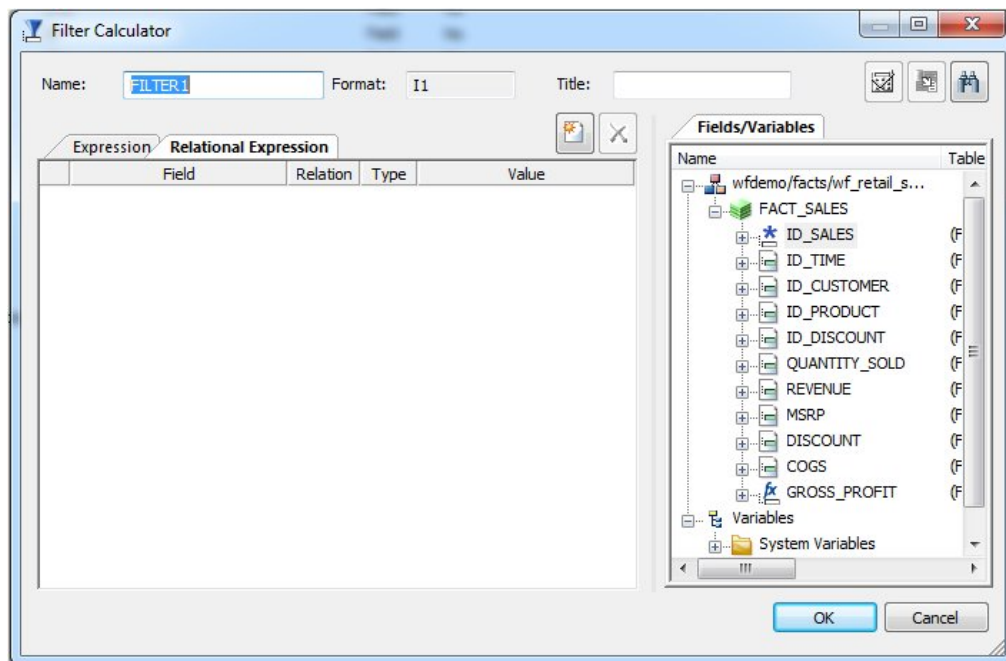 Filter Calculator
Name: FILTER1 Format: I1 Title:
Expression Relational Expression
Field Relation Type Value
Fields/Variables
Name Table
wfdemo/facts/wf_retail_s...
FACT_SALES
ID_SALES (F
ID_TIME (F
ID_CUSTOMER (F
ID_PRODUCT (F
ID_DISCOUNT (F
QUANTITY_SOLD (F
REVENUE (F
MSRP (F
DISCOUNT (F
COGS (F
GROSS_PROFIT (F
Variables
System Variables
OK Cancel